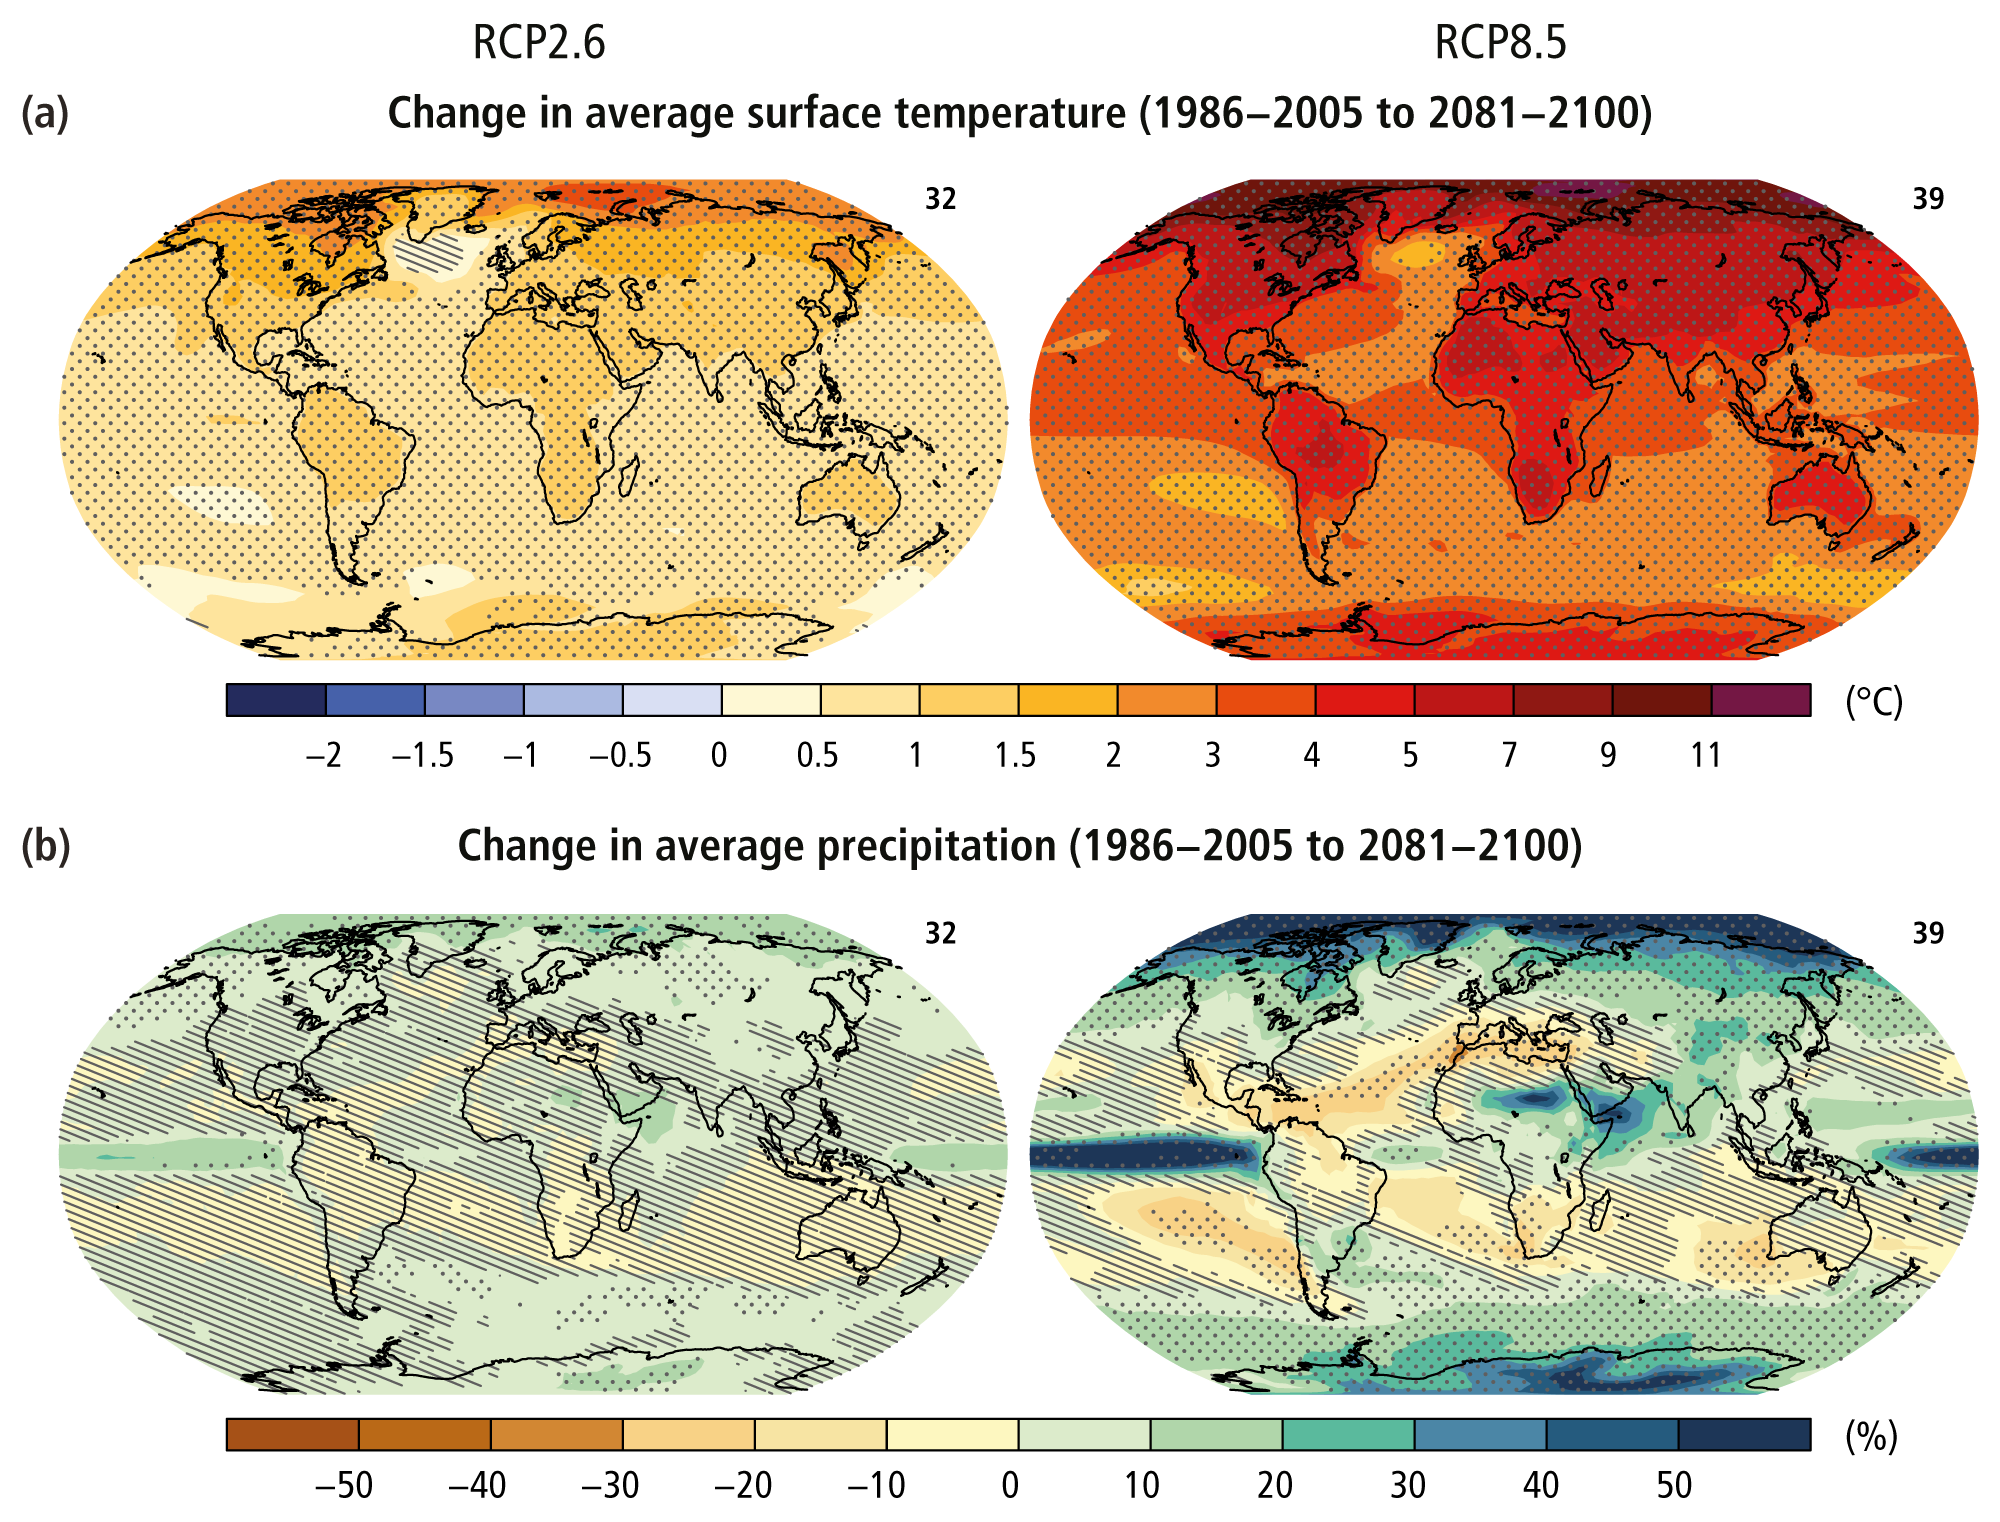 RCP2.6 RCP8.5
(a) Change in average surface temperature (1986−2005 to 2081−2100)
32 39
−2 −1.5 −1 −0.5 0 0.5 1 1.5 2 3 4 5 7 9 11 (°C)
(b) Change in average precipitation (1986−2005 to 2081−2100)
32 39
−50 −40 −30 −20 −10 0 10 20 30 40 50 (%)